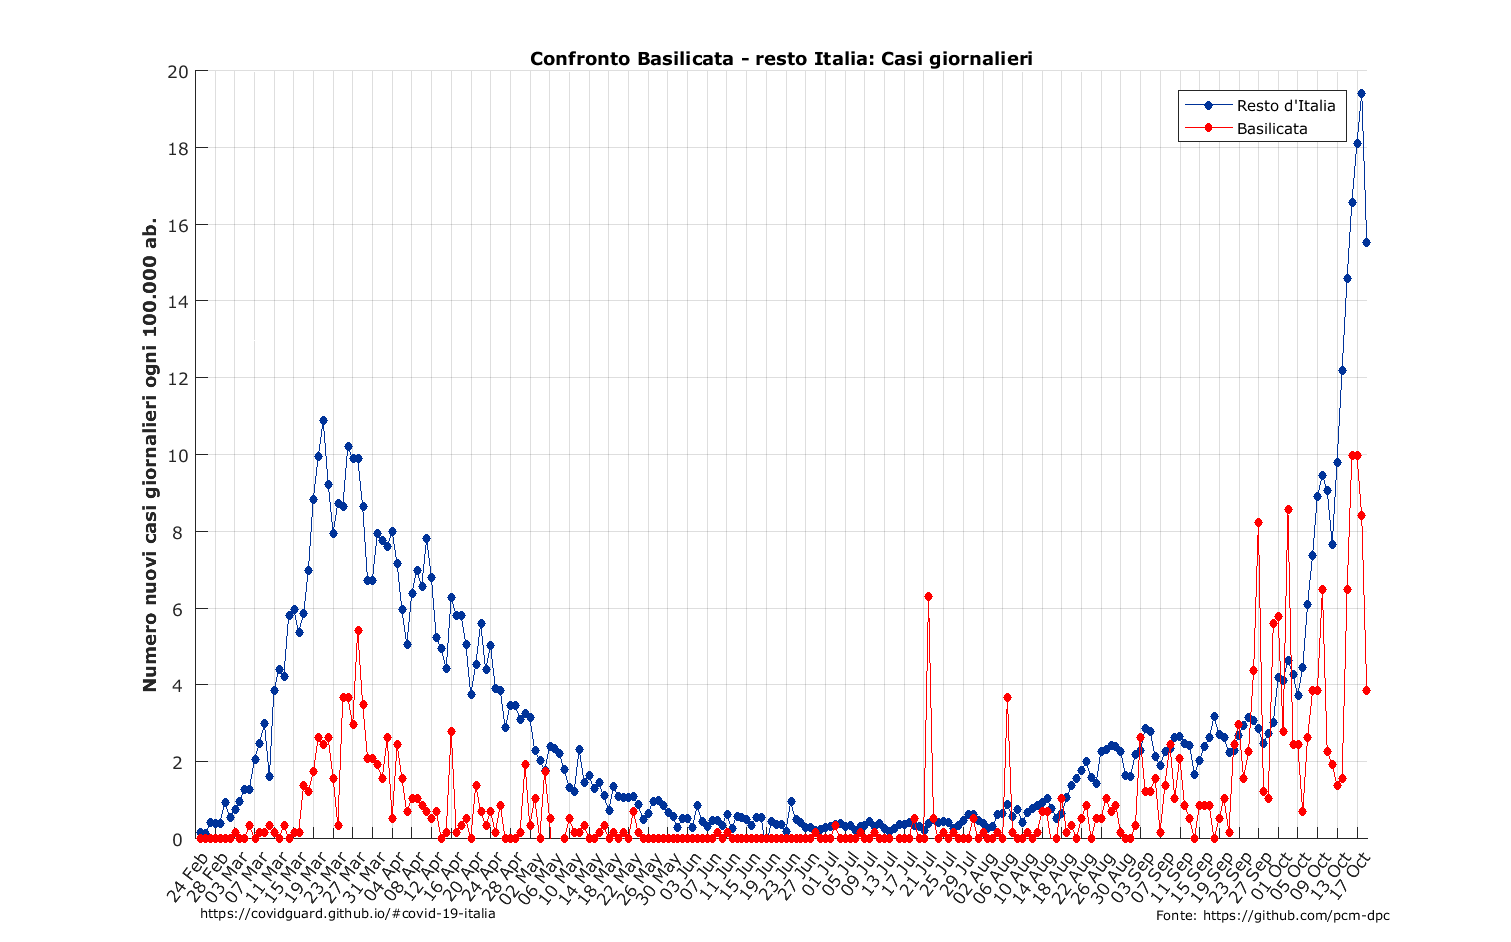 Confronto Basilicata - resto Italia: Casi giornalieri
Resto d'Italia
Basilicata
Numero nuovi casi giornalieri ogni 100.000 ab.
20
18
16
14
12
10
8
6
4
2
0
24 Feb
28 Feb
03 Mar
07 Mar
11 Mar
15 Mar
19 Mar
23 Mar
27 Mar
31 Mar
04 Apr
08 Apr
12 Apr
16 Apr
20 Apr
24 Apr
28 Apr
02 May
06 May
10 May
14 May
18 May
22 May
26 May
30 May
03 Jun
07 Jun
11 Jun
15 Jun
19 Jun
23 Jun
27 Jun
01 Jul
05 Jul
09 Jul
13 Jul
17 Jul
21 Jul
25 Jul
29 Jul
02 Aug
06 Aug
10 Aug
14 Aug
18 Aug
22 Aug
26 Aug
30 Aug
03 Sep
07 Sep
11 Sep
15 Sep
19 Sep
23 Sep
27 Sep
01 Oct
05 Oct
09 Oct
13 Oct
17 Oct
https://covidguard.github.io/#covid-19-italia
Fonte: https://github.com/pcm-dpc